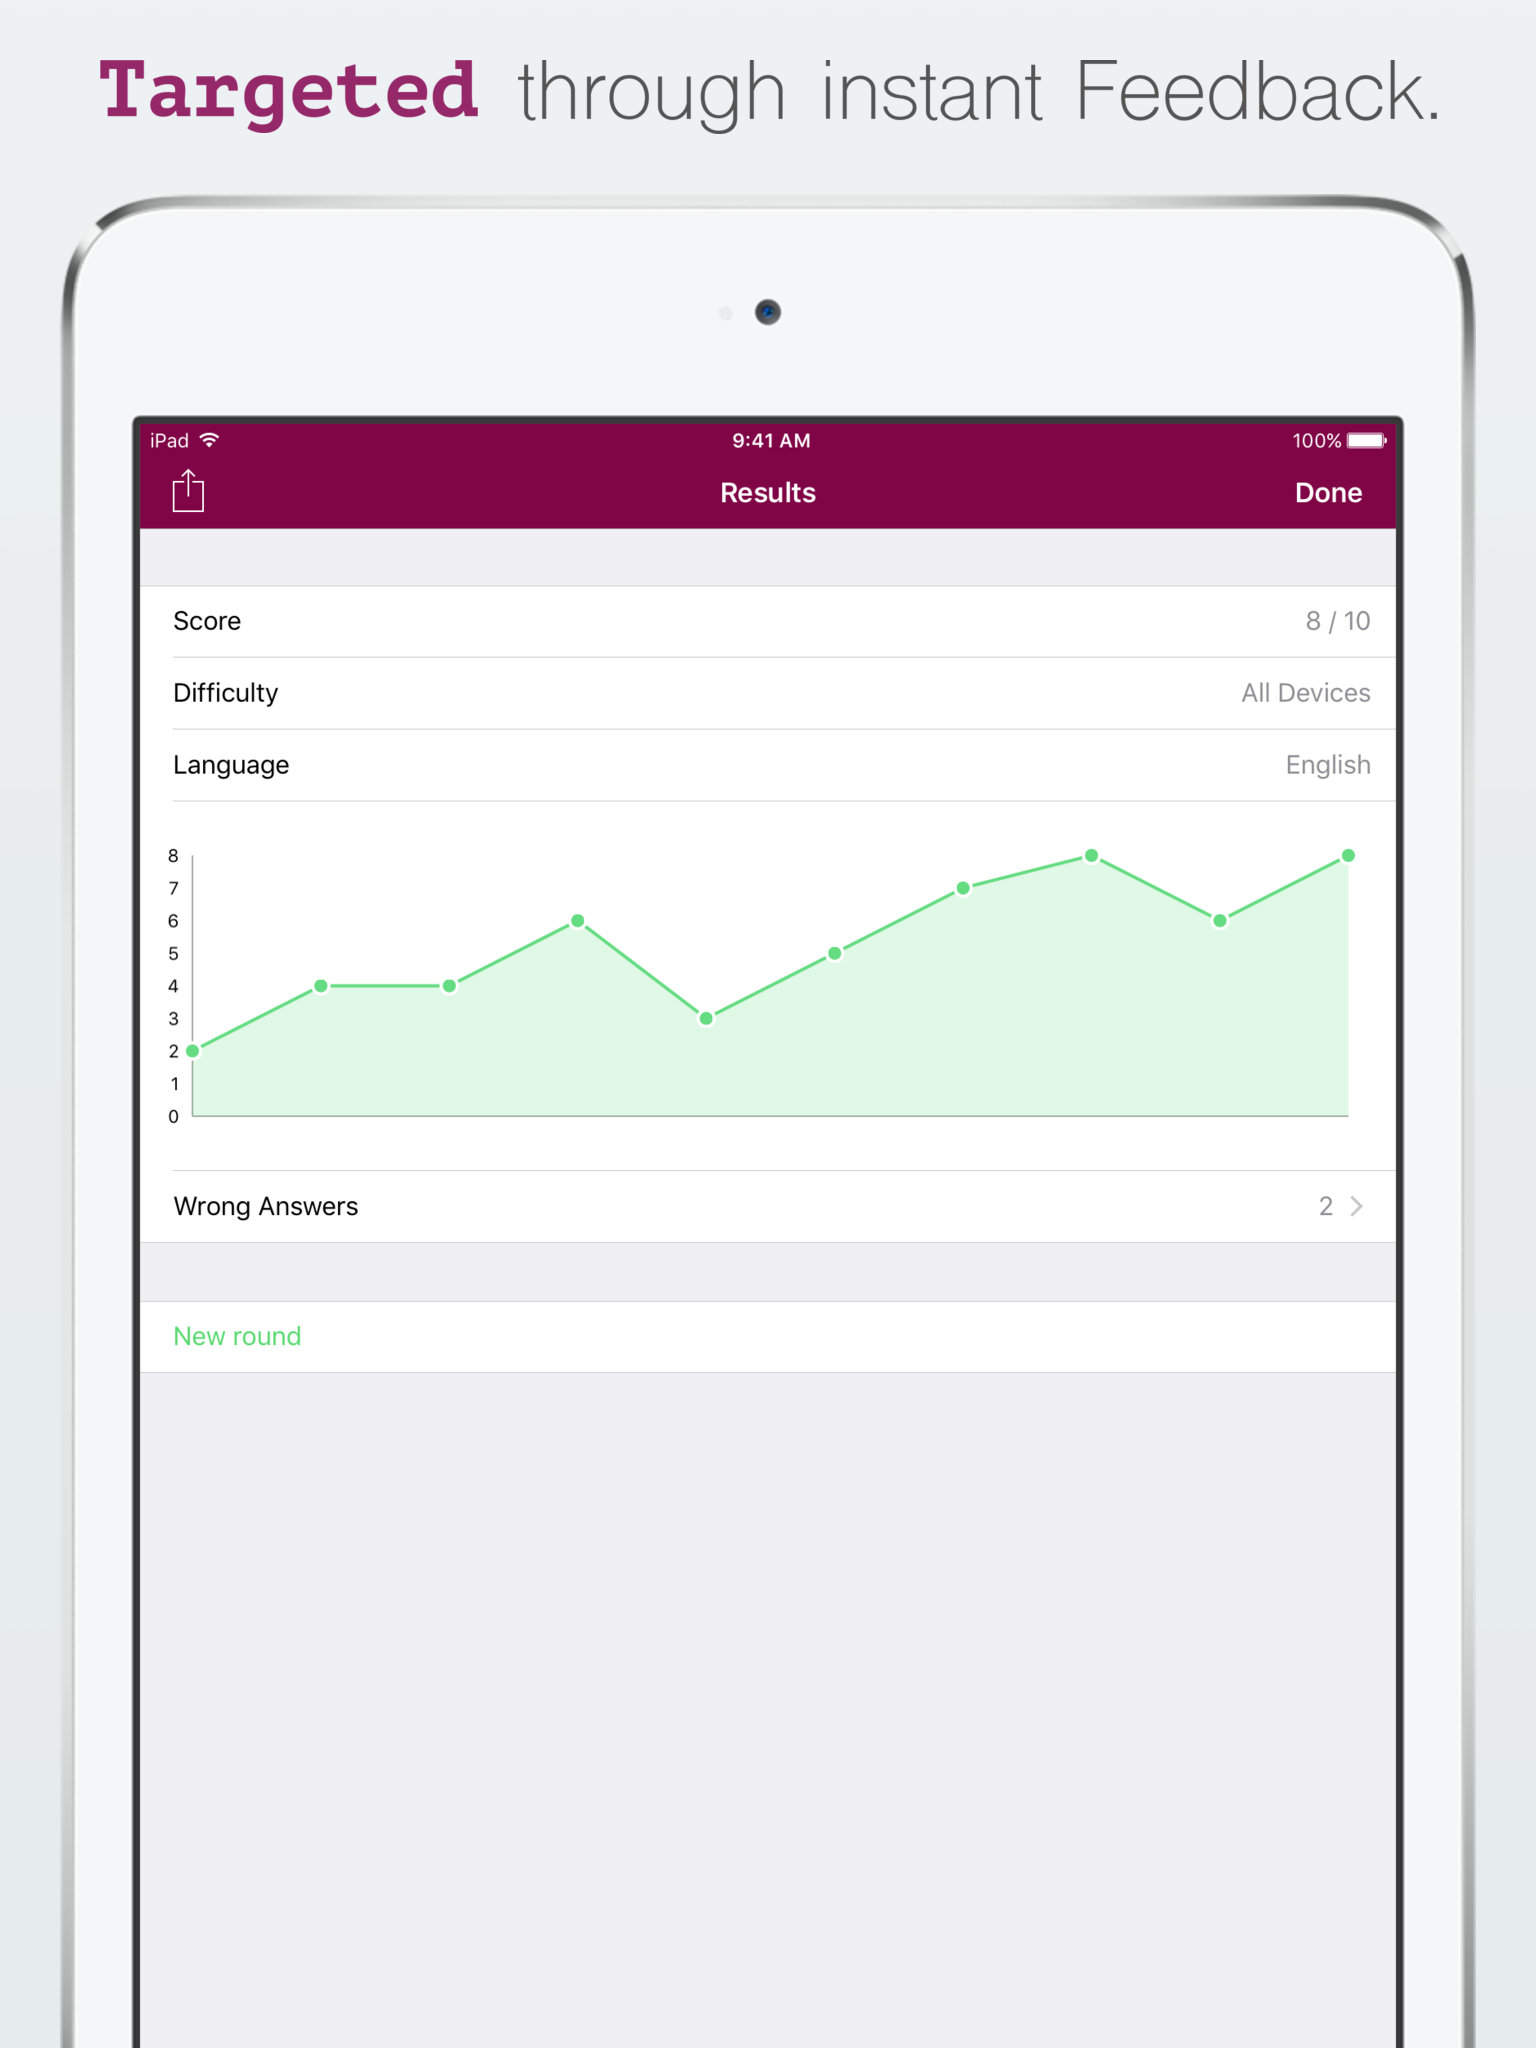 Targeted through instant Feedback.
iPad 9:41 AM 100%
Results Done
Score 8 / 10
Difficulty All Devices
Language English
8
7
6
5
4
3
2
1
0
Wrong Answers 2
New round